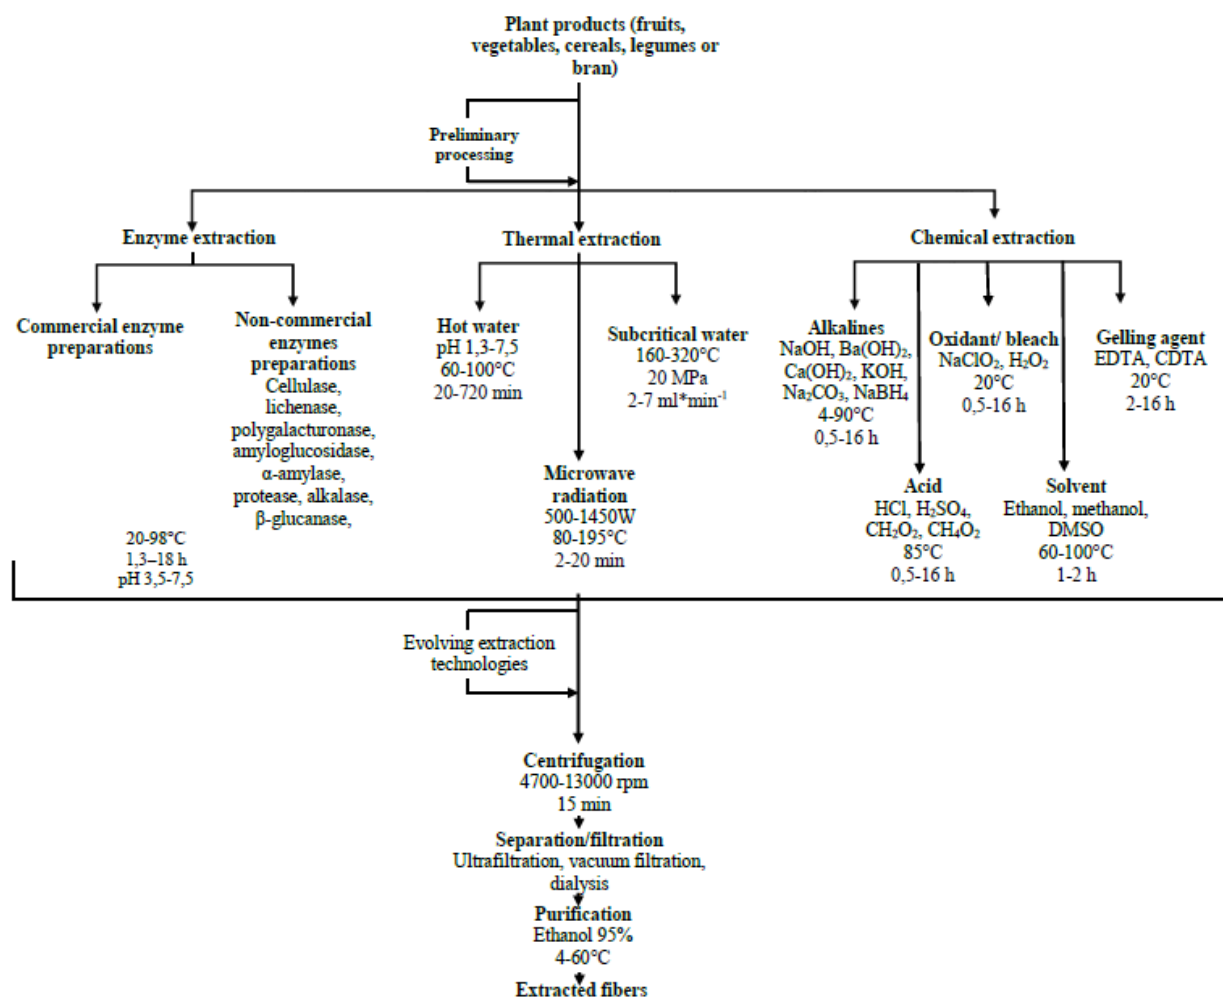 Plant products (fruits,
vegetables, cereals, legumes or
bran)
Preliminary
processing
Enzyme extraction
Thermal extraction
Chemical extraction
Commercial enzyme
preparations
Non-commercial
enzymes
preparations
Cellulase,
lichenase,
polygalacturonase,
amyloglucosidase,
α-amylase,
protease, alkalase,
β-glucanase,
20-98°C
1,3–18 h
pH 3,5-7,5
Hot water
pH 1,3-7,5
60-100°C
20-720 min
Microwave
radiation
500-1450W
80-195°C
2-20 min
Subcritical water
160-320°C
20 MPa
2-7 ml*min⁻¹
Alkalines
NaOH, Ba(OH)₂,
Ca(OH)₂, KOH,
Na₂CO₃, NaBH₄
4-90°C
0,5-16 h
Acid
HCl, H₂SO₄,
CH₂O₂, CH₄O₂
85°C
0,5-16 h
Oxidant/ bleach
NaClO₂, H₂O₂
20°C
0,5-16 h
Solvent
Ethanol, methanol,
DMSO
60-100°C
1-2 h
Gelling agent
EDTA, CDTA
20°C
2-16 h
Evolving extraction
technologies
Centrifugation
4700-13000 rpm
15 min
Separation/filtration
Ultrafiltration, vacuum filtration,
dialysis
Purification
Ethanol 95%
4-60°C
Extracted fibers